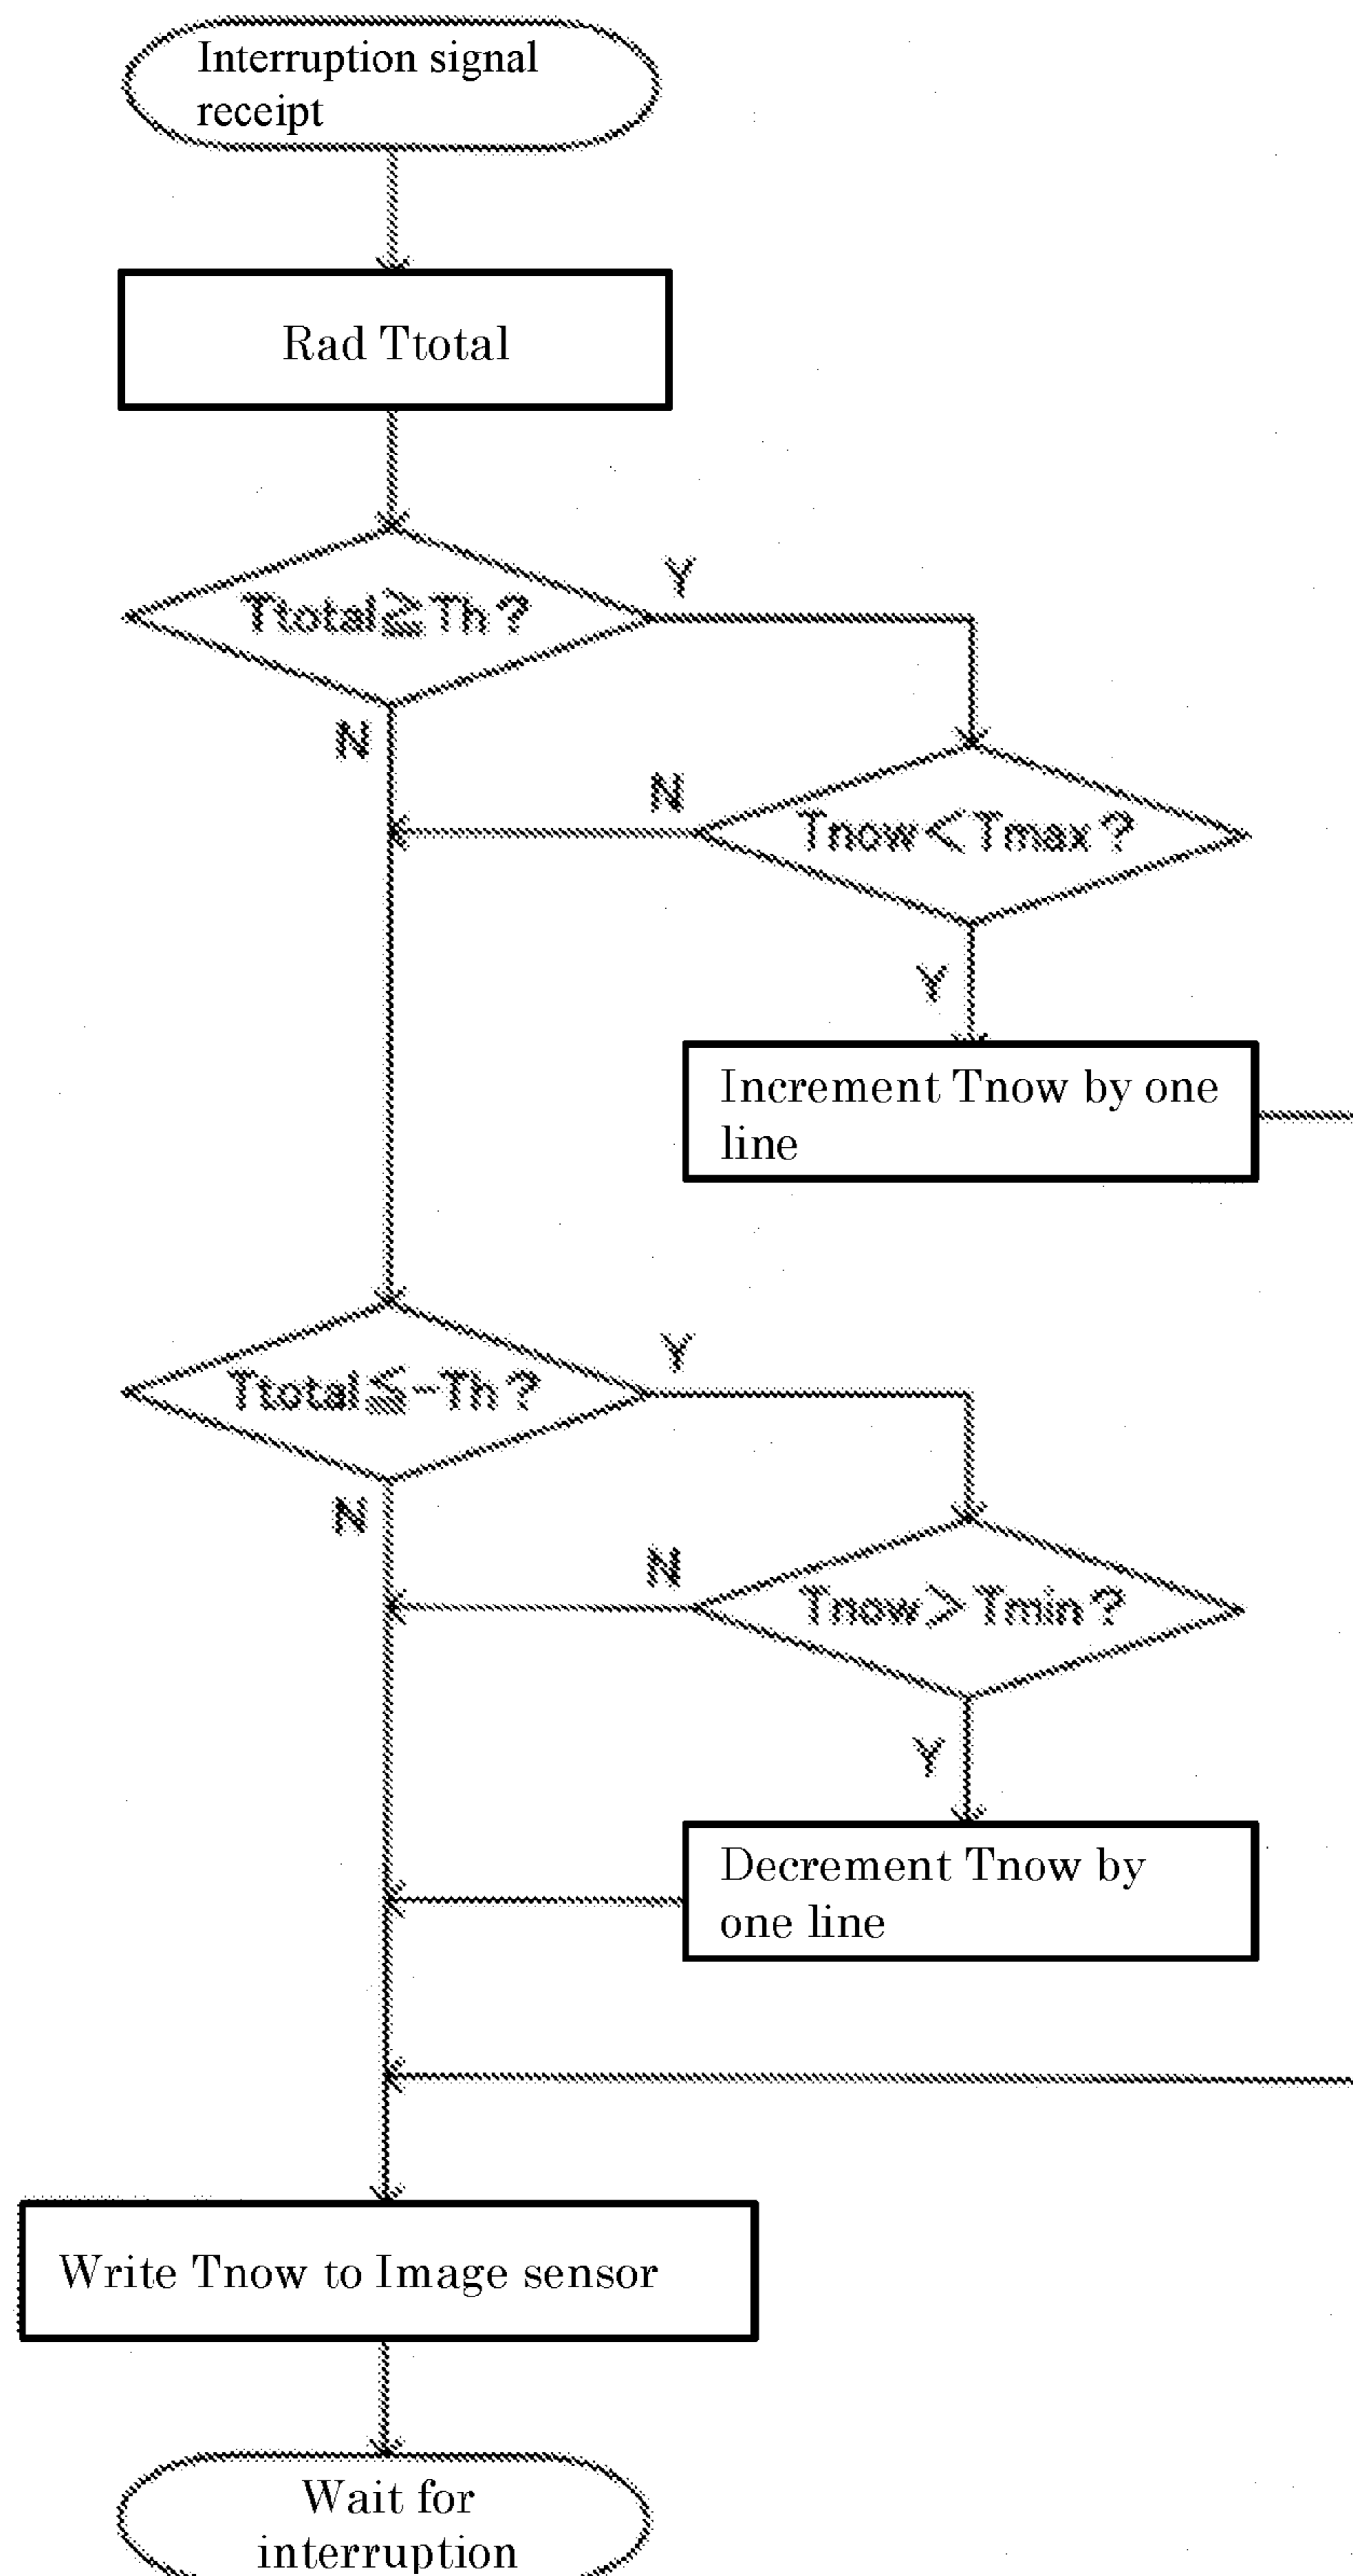 Interruption signal
receipt
Rad Ttotal
Ttotal≧Th?
Y
N
N
Tnow<Tmax?
Y
Increment Tnow by one
line
Ttotal≦-Th?
Y
N
N
Tnow>Tmin?
Y
Decrement Tnow by
one line
Write Tnow to Image sensor
Wait for
interruption